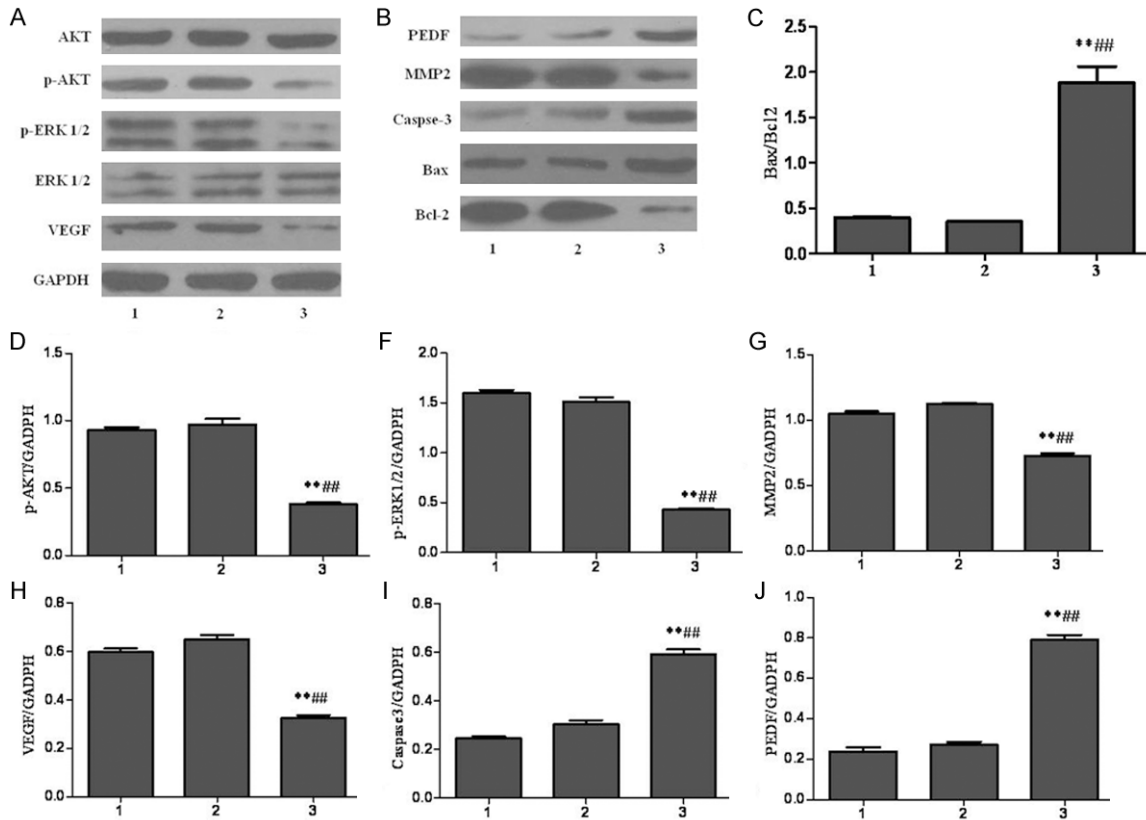 A
AKT
p-AKT
p-ERK 1/2
ERK 1/2
VEGF
GAPDH
1 2 3
B
PEDF
MMP2
Caspse-3
Bax
Bcl-2
1 2 3
C
Bax/Bcl2
2.5
2.0
1.5
1.0
0.5
0.0
**##
1 2 3
D
p-AKT/GADPH
1.5
1.0
0.5
0.0
**##
1 2 3
F
p-ERK1/2/GADPH
2.0
1.5
1.0
0.5
0.0
**##
1 2 3
G
MMP2/GADPH
1.5
1.0
0.5
0.0
**##
1 2 3
H
VEGF/GADPH
0.8
0.6
0.4
0.2
0.0
**##
1 2 3
I
Caspase3/GADPH
0.8
0.6
0.4
0.2
0.0
**##
1 2 3
J
PEDF/GADPH
1.0
0.8
0.6
0.4
0.2
0.0
**##
1 2 3